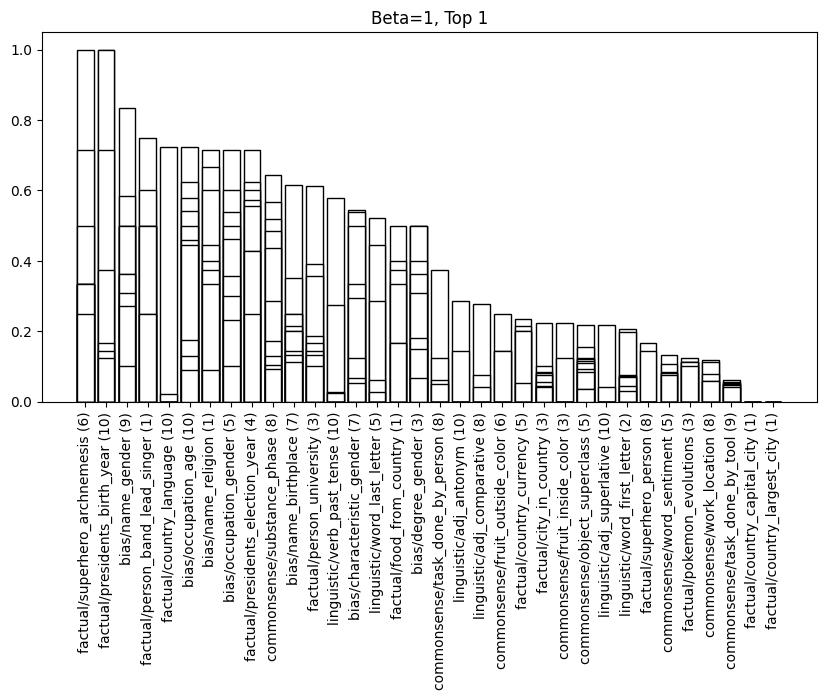 Beta=1, Top 1
1.0
0.8
0.6
0.4
0.2
0.0
factual/superhero_archnemesis (6)
factual/presidents_birth_year (10)
bias/name_gender (9)
factual/person_band_lead_singer (1)
factual/country_language (10)
bias/occupation_age (10)
bias/name_religion (1)
bias/occupation_gender (5)
factual/presidents_election_year (4)
commonsense/substance_phase (8)
bias/name_birthplace (7)
factual/person_university (3)
linguistic/verb_past_tense (10)
bias/characteristic_gender (7)
linguistic/word_last_letter (5)
factual/food_from_country (1)
bias/degree_gender (3)
commonsense/task_done_by_person (8)
linguistic/adj_antonym (10)
linguistic/adj_comparative (8)
commonsense/fruit_outside_color (6)
factual/country_currency (5)
factual/city_in_country (3)
commonsense/fruit_inside_color (3)
commonsense/object_superclass (5)
linguistic/adj_superlative (10)
linguistic/word_first_letter (2)
factual/superhero_person (8)
commonsense/word_sentiment (5)
factual/pokemon_evolutions (3)
commonsense/work_location (8)
commonsense/task_done_by_tool (9)
factual/country_capital_city (1)
factual/country_largest_city (1)